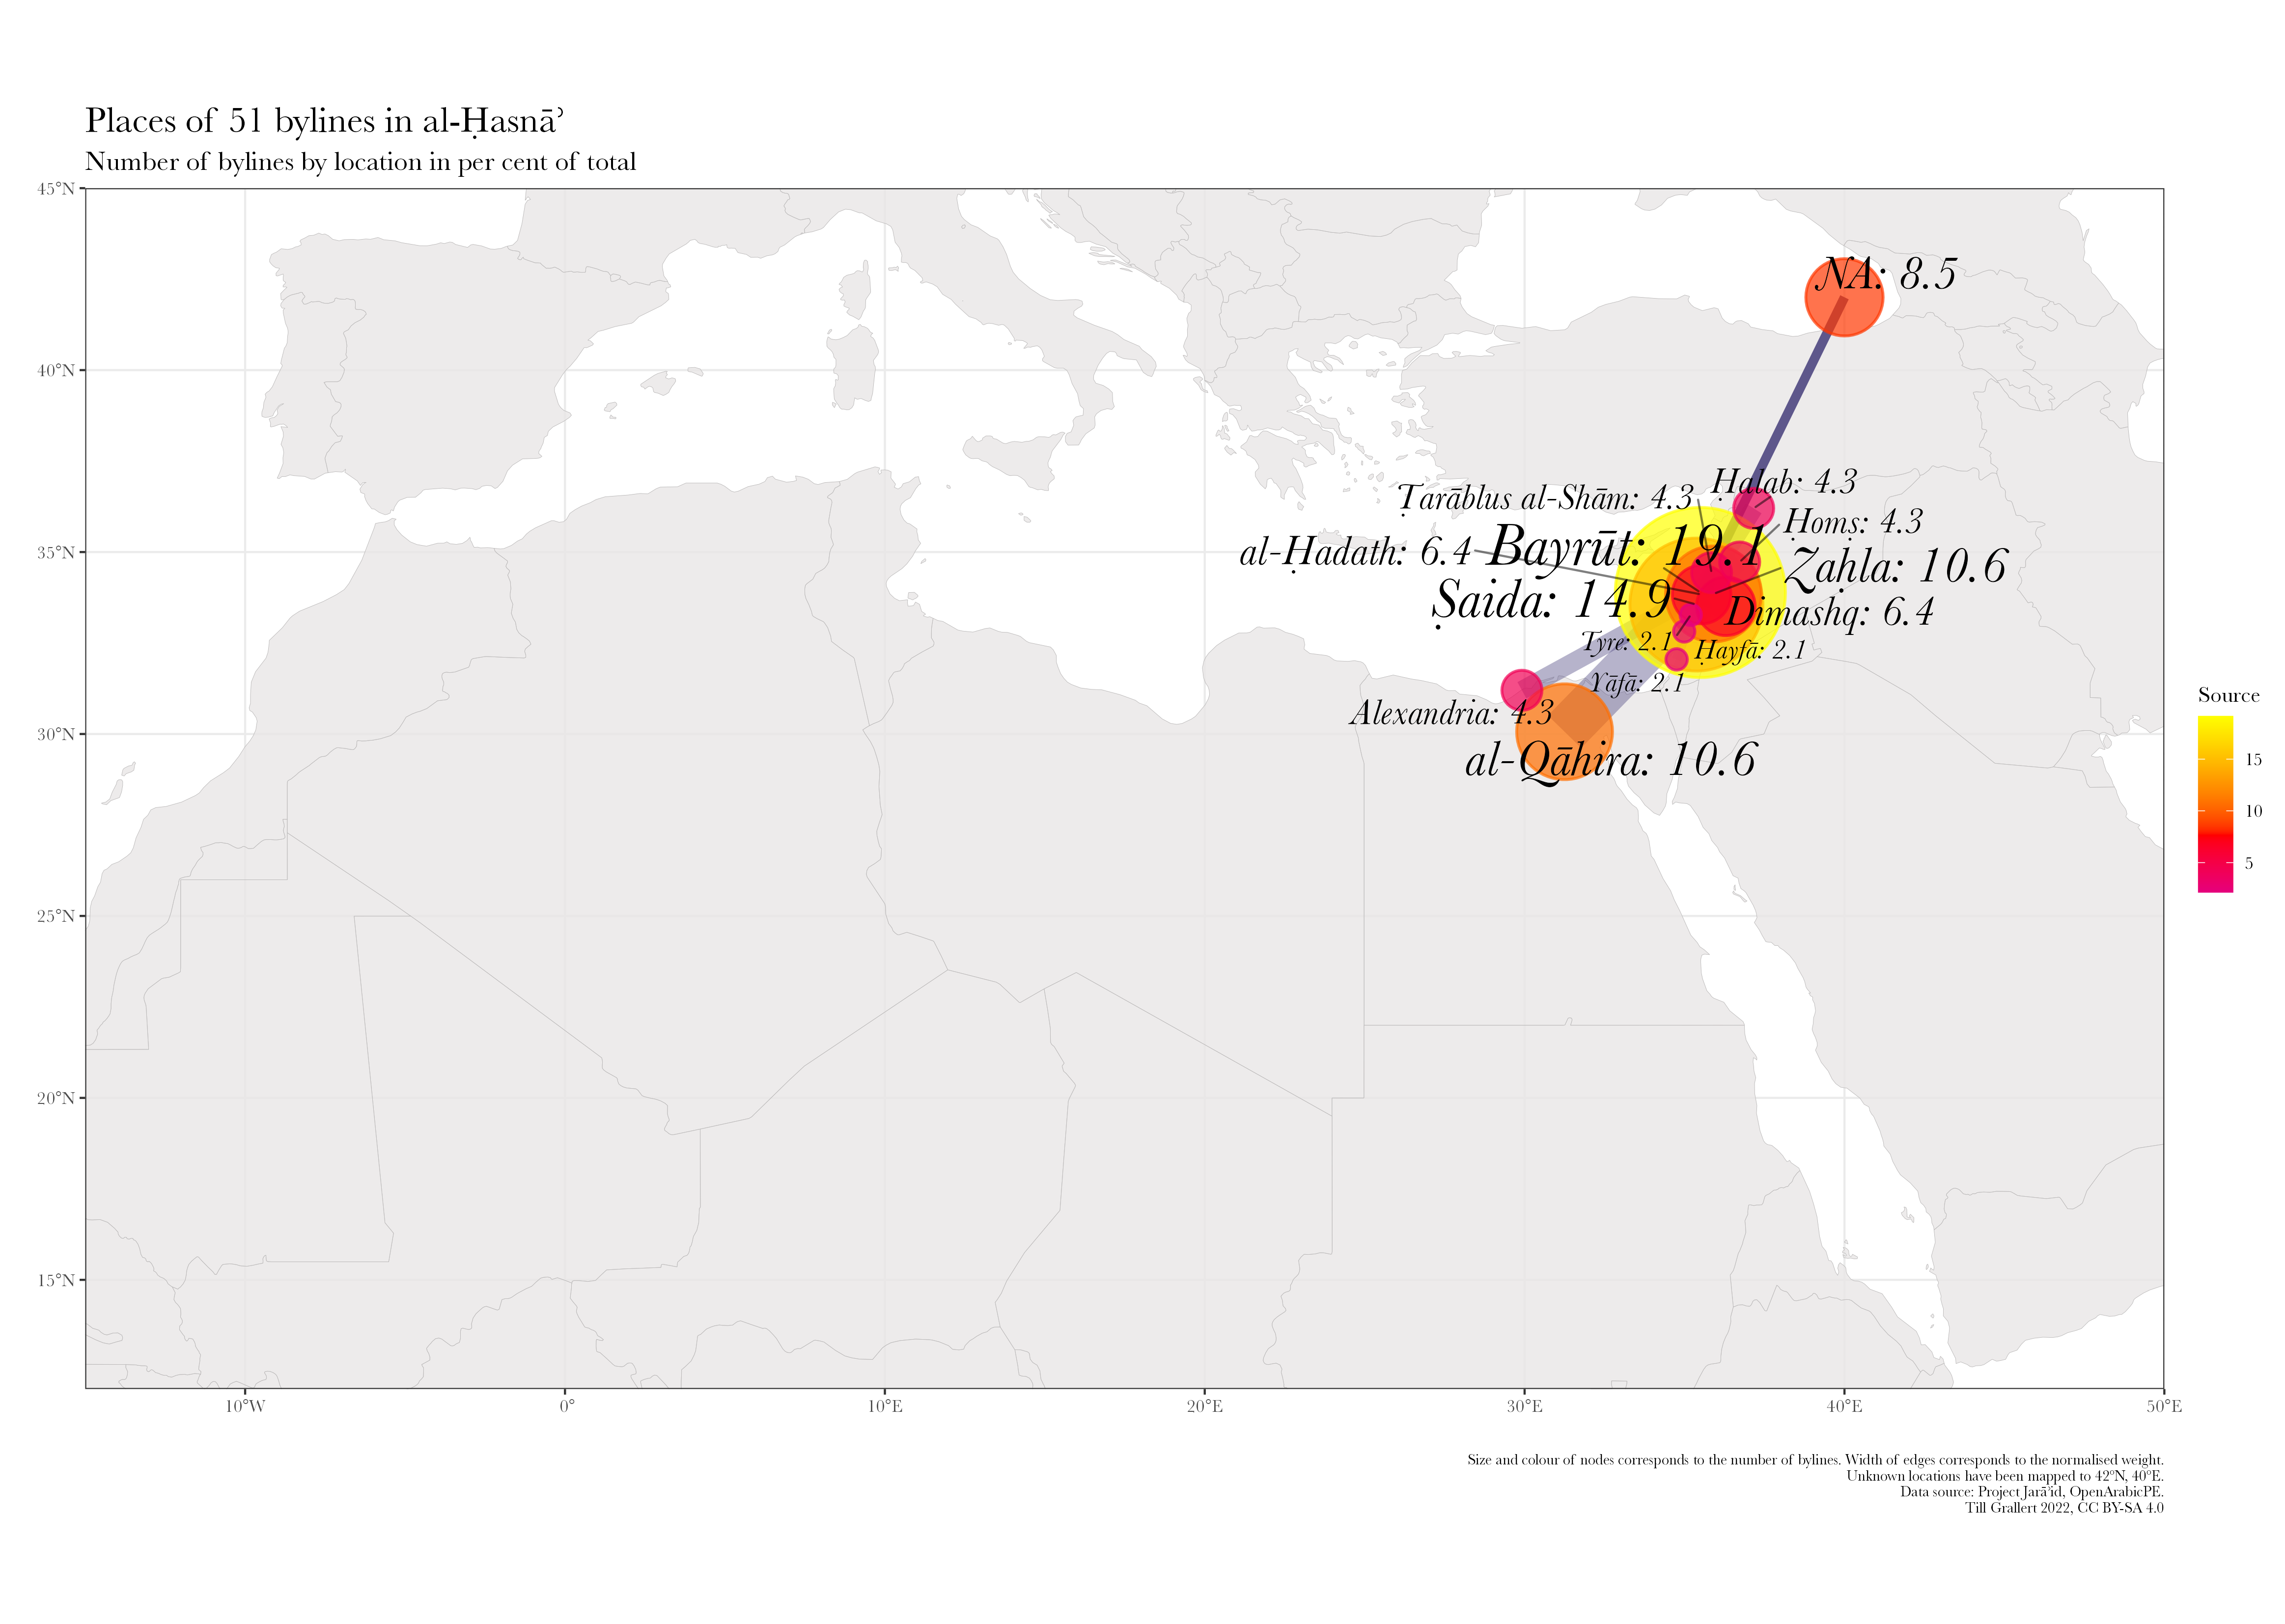 Places of 51 bylines in al-Ḥasnāʾ
Number of bylines by location in per cent of total
45°N
40°N
35°N
30°N
25°N
20°N
15°N
NA: 8.5
Ḥalab: 4.3
Ṭarāblus al-Shām: 4.3
Ḥomṣ: 4.3
Bayrūt: 19.1
al-Ḥadath: 6.4
Zaḥla: 10.6
Ṣaida: 14.9
Dimashq: 6.4
Tyre: 2.1
Ḥayfā: 2.1
Yāfā: 2.1
Alexandria: 4.3
al-Qāhira: 10.6
Source
15
10
5
10°W
0°
10°E
20°E
30°E
40°E
50°E
Size and colour of nodes corresponds to the number of bylines. Width of edges corresponds to the normalised weight.
Unknown locations have been mapped to 42°N, 40°E.
Data source: Project Jarāʾid, OpenArabicPE.
Till Grallert 2022, CC BY-SA 4.0